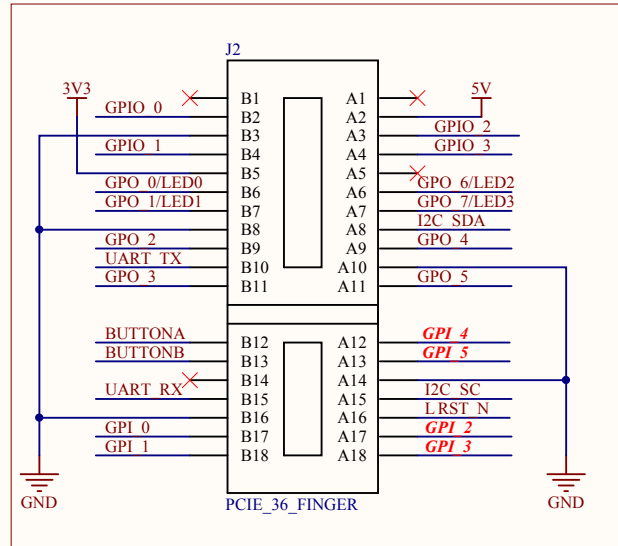 J2
3V3
5V
B1 A1
GPIO_0 B2 A2
B3 A3 GPIO_2
GPIO_1 B4 A4 GPIO_3
B5 A5
GPO_0/LED0 B6 A6 GPO_6/LED2
GPO_1/LED1 B7 A7 GPO_7/LED3
B8 A8 I2C_SDA
GPO_2 B9 A9 GPO_4
UART_TX B10 A10
GPO_3 B11 A11 GPO_5
BUTTONA B12 A12 GPI_4
BUTTONB B13 A13 GPI_5
B14 A14
UART_RX B15 A15 I2C_SC
B16 A16 LRST_N
GPI_0 B17 A17 GPI_2
GPI_1 B18 A18 GPI_3
GND
PCIE_36_FINGER
GND